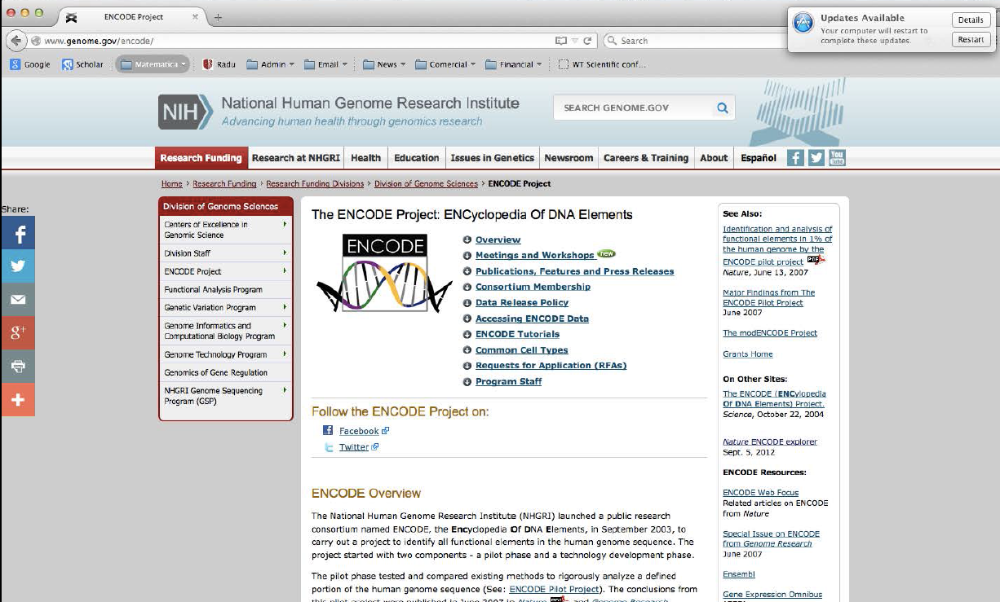 ENCODE Project
Updates Available
Your computer will restart to
complete these updates.
Details
Restart
www.genome.gov/encode/
Search
Google
Scholar
Matematica
Radu
Admin
Email
News
Comercial
Financial
WT Scientific conf...
NIH
National Human Genome Research Institute
Advancing human health through genomics research
SEARCH GENOME.GOV
Research Funding
Research at NHGRI
Health
Education
Issues in Genetics
Newsroom
Careers & Training
About
Español
You
Tube
Home › Research Funding › Research Funding Divisions › Division of Genome Sciences › ENCODE Project
Share:
Division of Genome Sciences
Centers of Excellence in
Genomic Science
Division Staff
ENCODE Project
Functional Analysis Program
Genetic Variation Program
Genome Informatics and
Computational Biology Program
Genome Technology Program
Genomics of Gene Regulation
NHGRI Genome Sequencing
Program (GSP)
The ENCODE Project: ENCyclopedia Of DNA Elements
ENCODE
Overview
Meetings and Workshops new
Publications, Features and Press Releases
Consortium Membership
Data Release Policy
Accessing ENCODE Data
ENCODE Tutorials
Common Cell Types
Requests for Application (RFAs)
Program Staff
Follow the ENCODE Project on:
Facebook
Twitter
ENCODE Overview
The National Human Genome Research Institute (NHGRI) launched a public research
consortium named ENCODE, the Encyclopedia Of DNA Elements, in September 2003, to
carry out a project to identify all functional elements in the human genome sequence. The
project started with two components - a pilot phase and a technology development phase.
The pilot phase tested and compared existing methods to rigorously analyze a defined
portion of the human genome sequence (See: ENCODE Pilot Project). The conclusions from
this pilot project were published in June 2007 in Nature PDF and Genome Research
See Also:
Identification and analysis of
functional elements in 1% of
the human genome by the
ENCODE pilot project PDF
Nature, June 13, 2007
Major Findings from The
ENCODE Pilot Project
June 2007
The modENCODE Project
Grants Home
On Other Sites:
The ENCODE (ENCylopedia
Of DNA Elements) Project.
Science, October 22, 2004
Nature ENCODE explorer
Sept. 5, 2012
ENCODE Resources:
ENCODE Web Focus
Related articles on ENCODE
from Nature
Special Issue on ENCODE
from Genome Research
June 2007
Ensembl
Gene Expression Omnibus